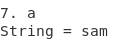 7. a
String = sam